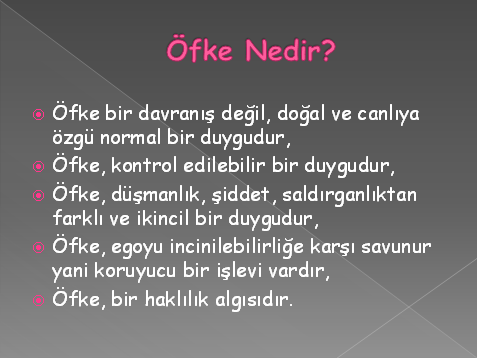 Öfke Nedir?
Öfke bir davranış değil, doğal ve canlıya
özgü normal bir duygudur,
Öfke, kontrol edilebilir bir duygudur,
Öfke, düşmanlık, şiddet, saldırganlıktan
farklı ve ikincil bir duygudur,
Öfke, egoyu incinilebilirliğe karşı savunur
yani koruyucu bir işlevi vardır,
Öfke, bir haklılık algısıdır.